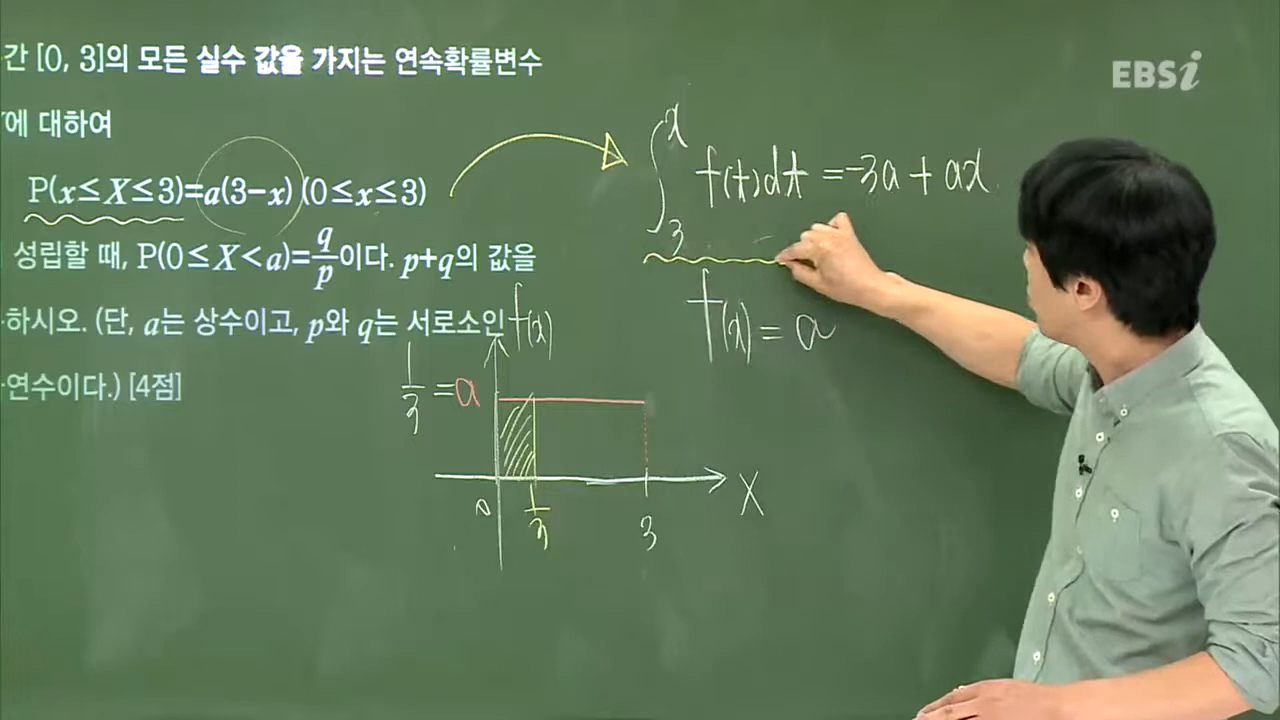 간 [0, 3]의 모든 실수 값을 가지는 연속확률변수
에 대하여
P(x≤X≤3)=a(3−x) (0≤x≤3)
성립할 때, P(0≤X<a)=q/p이다. p+q의 값을
하시오. (단, a는 상수이고, p와 q는 서로소인
연수이다.) [4점]
EBSi
∫₃ˣ f(t)dt = -3a + ax
f(x) = a
f(x)
1/3 = a
0
1/3
3
X